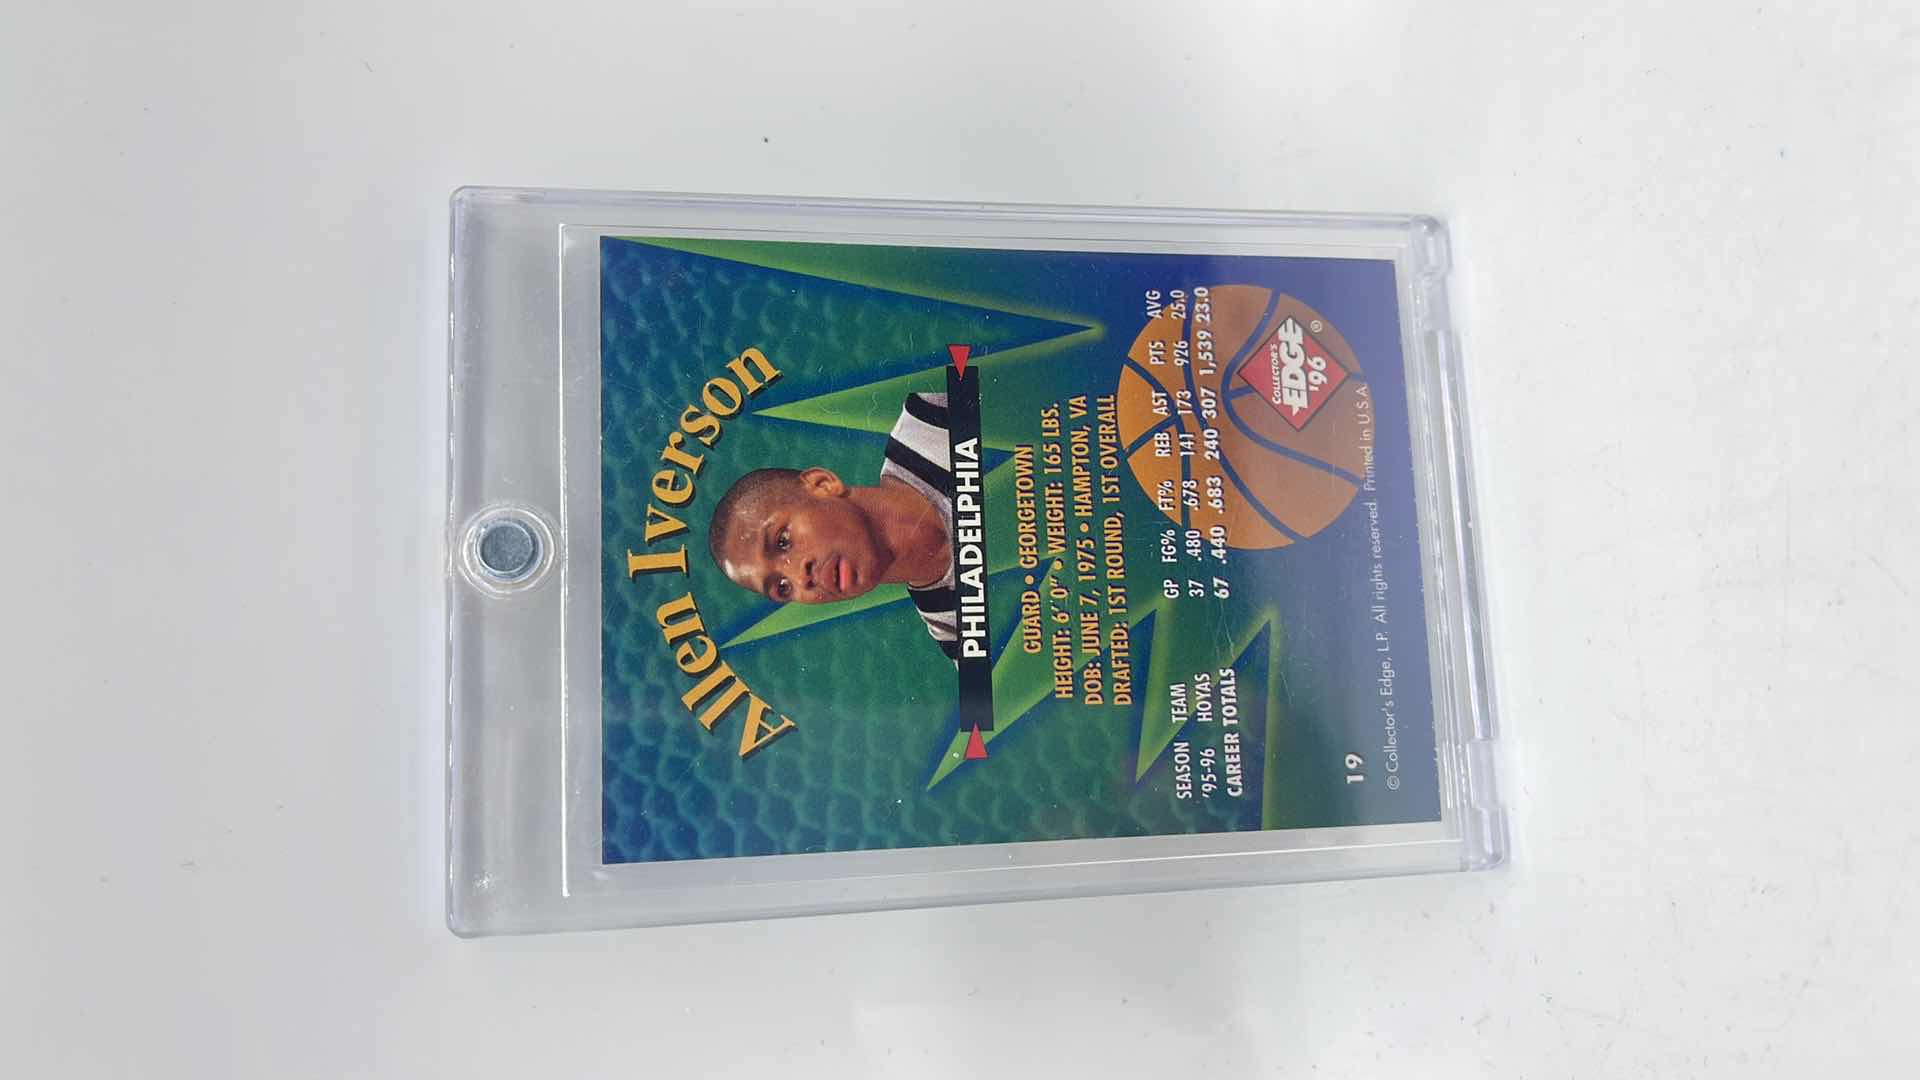 Allen Iverson
PHILADELPHIA
GUARD • GEORGETOWN
HEIGHT: 6' 0" • WEIGHT: 165 LBS.
DOB: JUNE 7, 1975 • HAMPTON, VA
DRAFTED: 1ST ROUND, 1ST OVERALL
SEASON TEAM GP FG% FT% REB AST PTS AVG
'95-96 HOYAS 37 .480 .678 141 173 926 25.0
CAREER TOTALS 67 .440 .683 240 307 1,539 23.0
COLLECTOR'S
EDGE
'96
®
19
© Collector's Edge, L.P. All rights reserved. Printed in U.S.A.